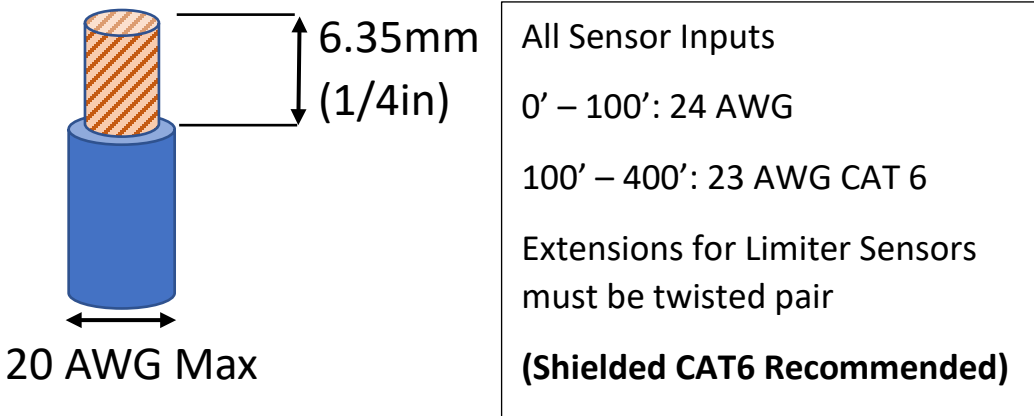 6.35mm
(1/4in)
20 AWG Max
All Sensor Inputs
0’ – 100’: 24 AWG
100’ – 400’: 23 AWG CAT 6
Extensions for Limiter Sensors
must be twisted pair
(Shielded CAT6 Recommended)